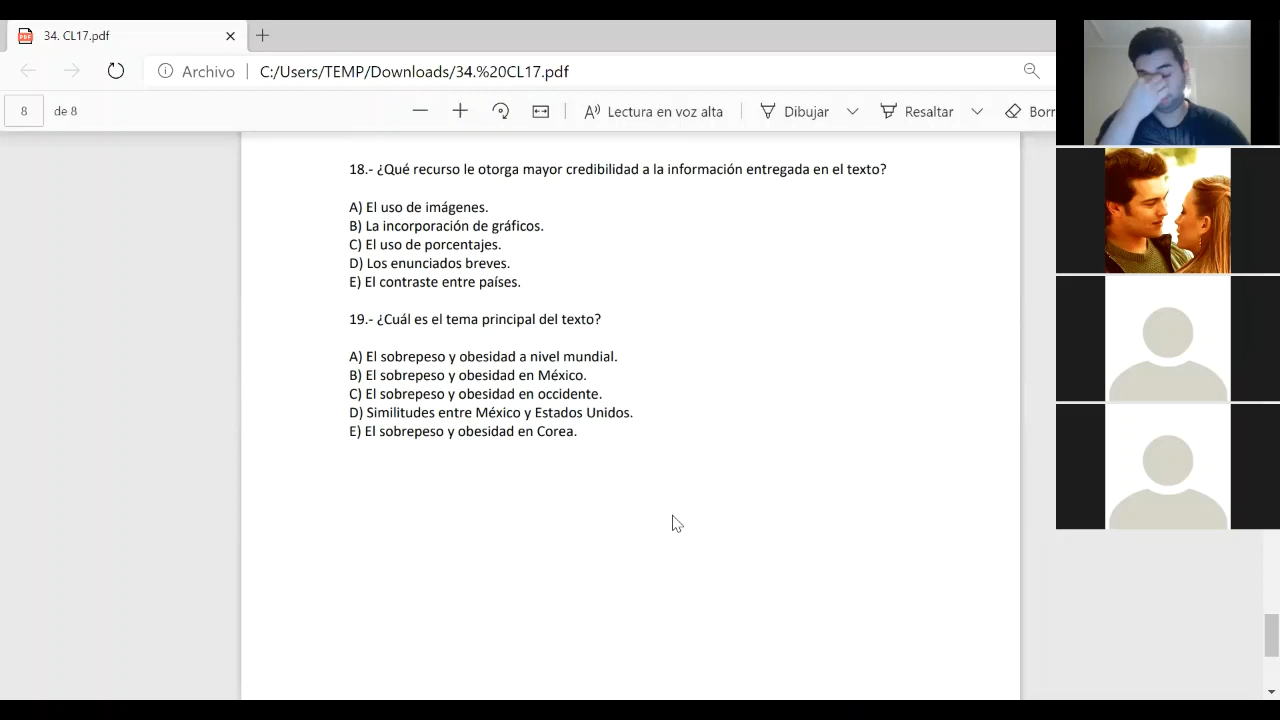 34. CL17.pdf
Archivo
C:/Users/TEMP/Downloads/34.%20CL17.pdf
8
de 8
A
Lectura en voz alta
Dibujar
Resaltar
Borr
18.- ¿Qué recurso le otorga mayor credibilidad a la información entregada en el texto?
A) El uso de imágenes.
B) La incorporación de gráficos.
C) El uso de porcentajes.
D) Los enunciados breves.
E) El contraste entre países.
19.- ¿Cuál es el tema principal del texto?
A) El sobrepeso y obesidad a nivel mundial.
B) El sobrepeso y obesidad en México.
C) El sobrepeso y obesidad en occidente.
D) Similitudes entre México y Estados Unidos.
E) El sobrepeso y obesidad en Corea.